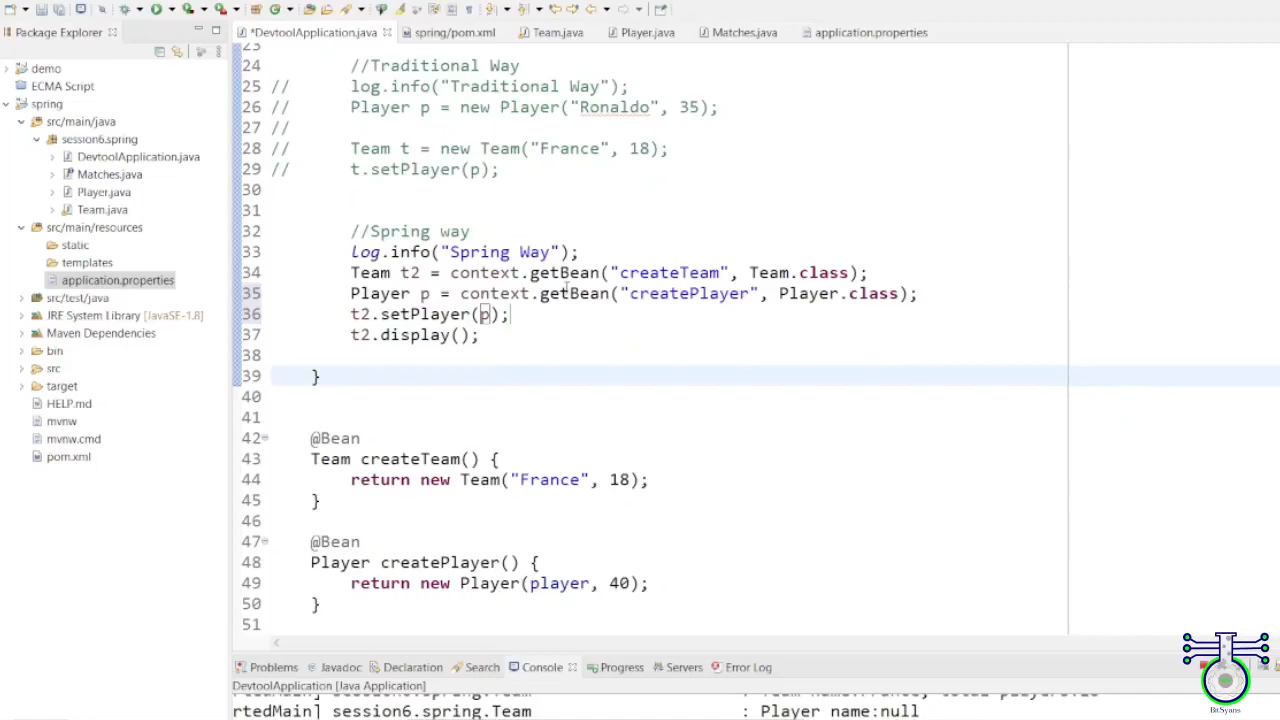 Package Explorer
*DevtoolApplication.java
spring/pom.xml
Team.java
Player.java
Matches.java
application.properties
demo
ECMA Script
spring
src/main/java
session6.spring
DevtoolApplication.java
Matches.java
Player.java
Team.java
src/main/resources
static
templates
application.properties
src/test/java
JRE System Library [JavaSE-1.8]
Maven Dependencies
bin
src
target
HELP.md
mvnw
mvnw.cmd
pom.xml
23
24 //Traditional Way
25 // log.info("Traditional Way");
26 // Player p = new Player("Ronaldo", 35);
27 //
28 // Team t = new Team("France", 18);
29 // t.setPlayer(p);
30
31
32 //Spring way
33 log.info("Spring Way");
34 Team t2 = context.getBean("createTeam", Team.class);
35 Player p = context.getBean("createPlayer", Player.class);
36 t2.setPlayer(p);
37 t2.display();
38
39 }
40
41
42 @Bean
43 Team createTeam() {
44 return new Team("France", 18);
45 }
46
47 @Bean
48 Player createPlayer() {
49 return new Player(player, 40);
50 }
51
Problems
Javadoc
Declaration
Search
Console
Progress
Servers
Error Log
DevtoolApplication [Java Application]
rtedMain] session6.spring.Team : Player name:null
BitSyans